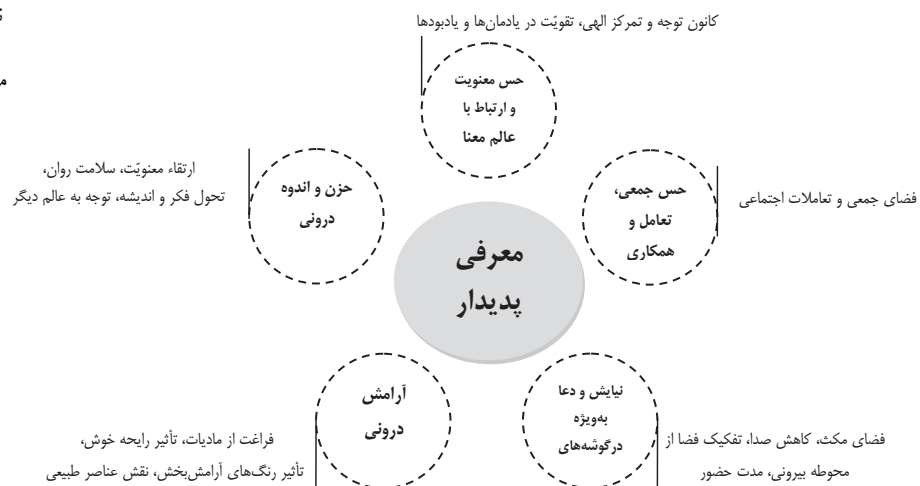 کانون توجه و تمرکز الهی، تقویّت در یادمان‌ها و یادبودها
حس معنویت
و ارتباط با
عالم معنا
حس جمعی،
تعامل و
همکاری
فضای جمعی و تعاملات اجتماعی
حزن و اندوه
درونی
ارتقاء معنویّت، سلامت روان،
تحول فکر و اندیشه، توجه به عالم دیگر
معرفی
پدیدار
نیایش و دعا
به‌ویژه
درگوشه‌های
فضای مکث، کاهش صدا، تفکیک فضا از
محوطه بیرونی، مدت حضور
آرامش
درونی
فراغت از مادیات، تأثیر رایحه خوش،
تأثیر رنگ‌های آرامش‌بخش، نقش عناصر طبیعی